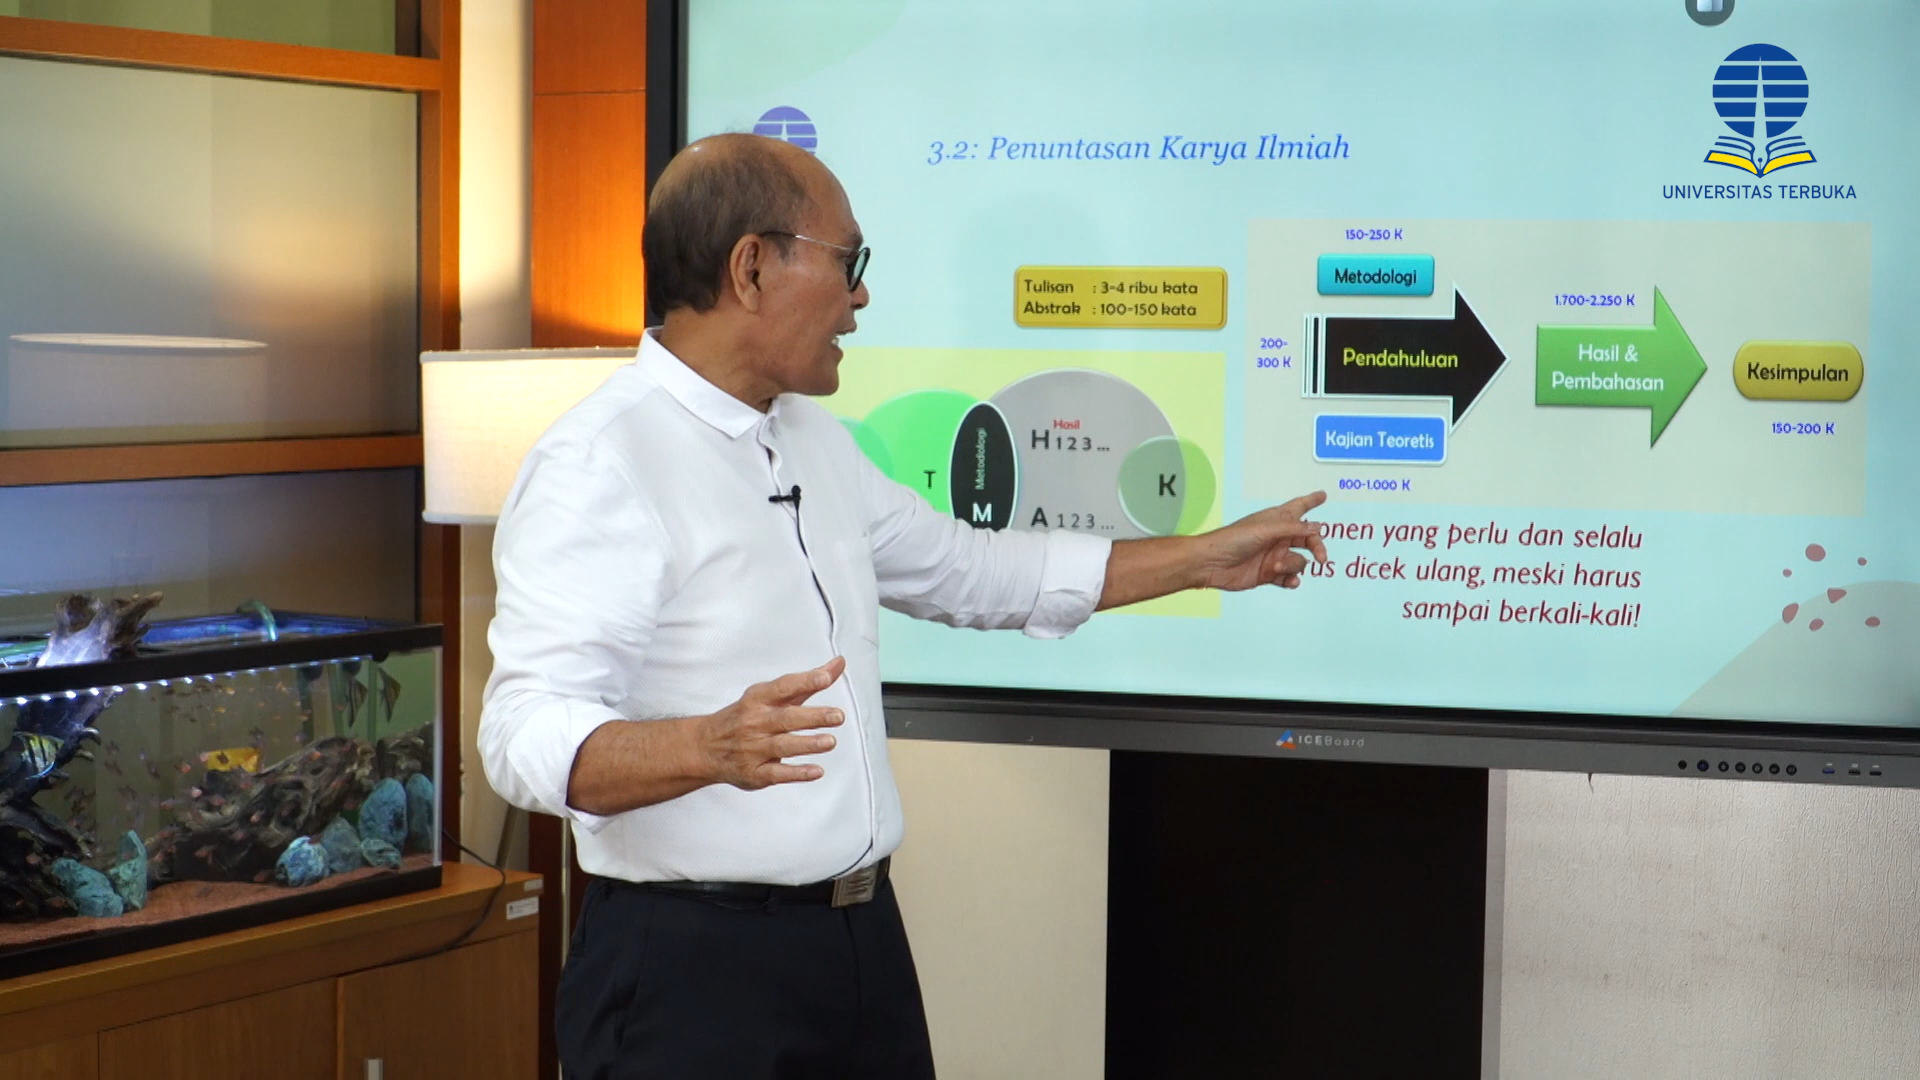 3.2: Penuntasan Karya Ilmiah
UNIVERSITAS TERBUKA
Tulisan : 3-4 ribu kata
Abstrak : 100-150 kata
150-250 K
Metodologi
200-
300 K
Pendahuluan
Kajian Teoretis
800-1.000 K
1.700-2.250 K
Hasil &
Pembahasan
Kesimpulan
150-200 K
T
Metodologi
M
Hasil
H 1 2 3 ...
A 1 2 3 ...
K
onen yang perlu dan selalu
rus dicek ulang, meski harus
sampai berkali-kali!
ICEBoard